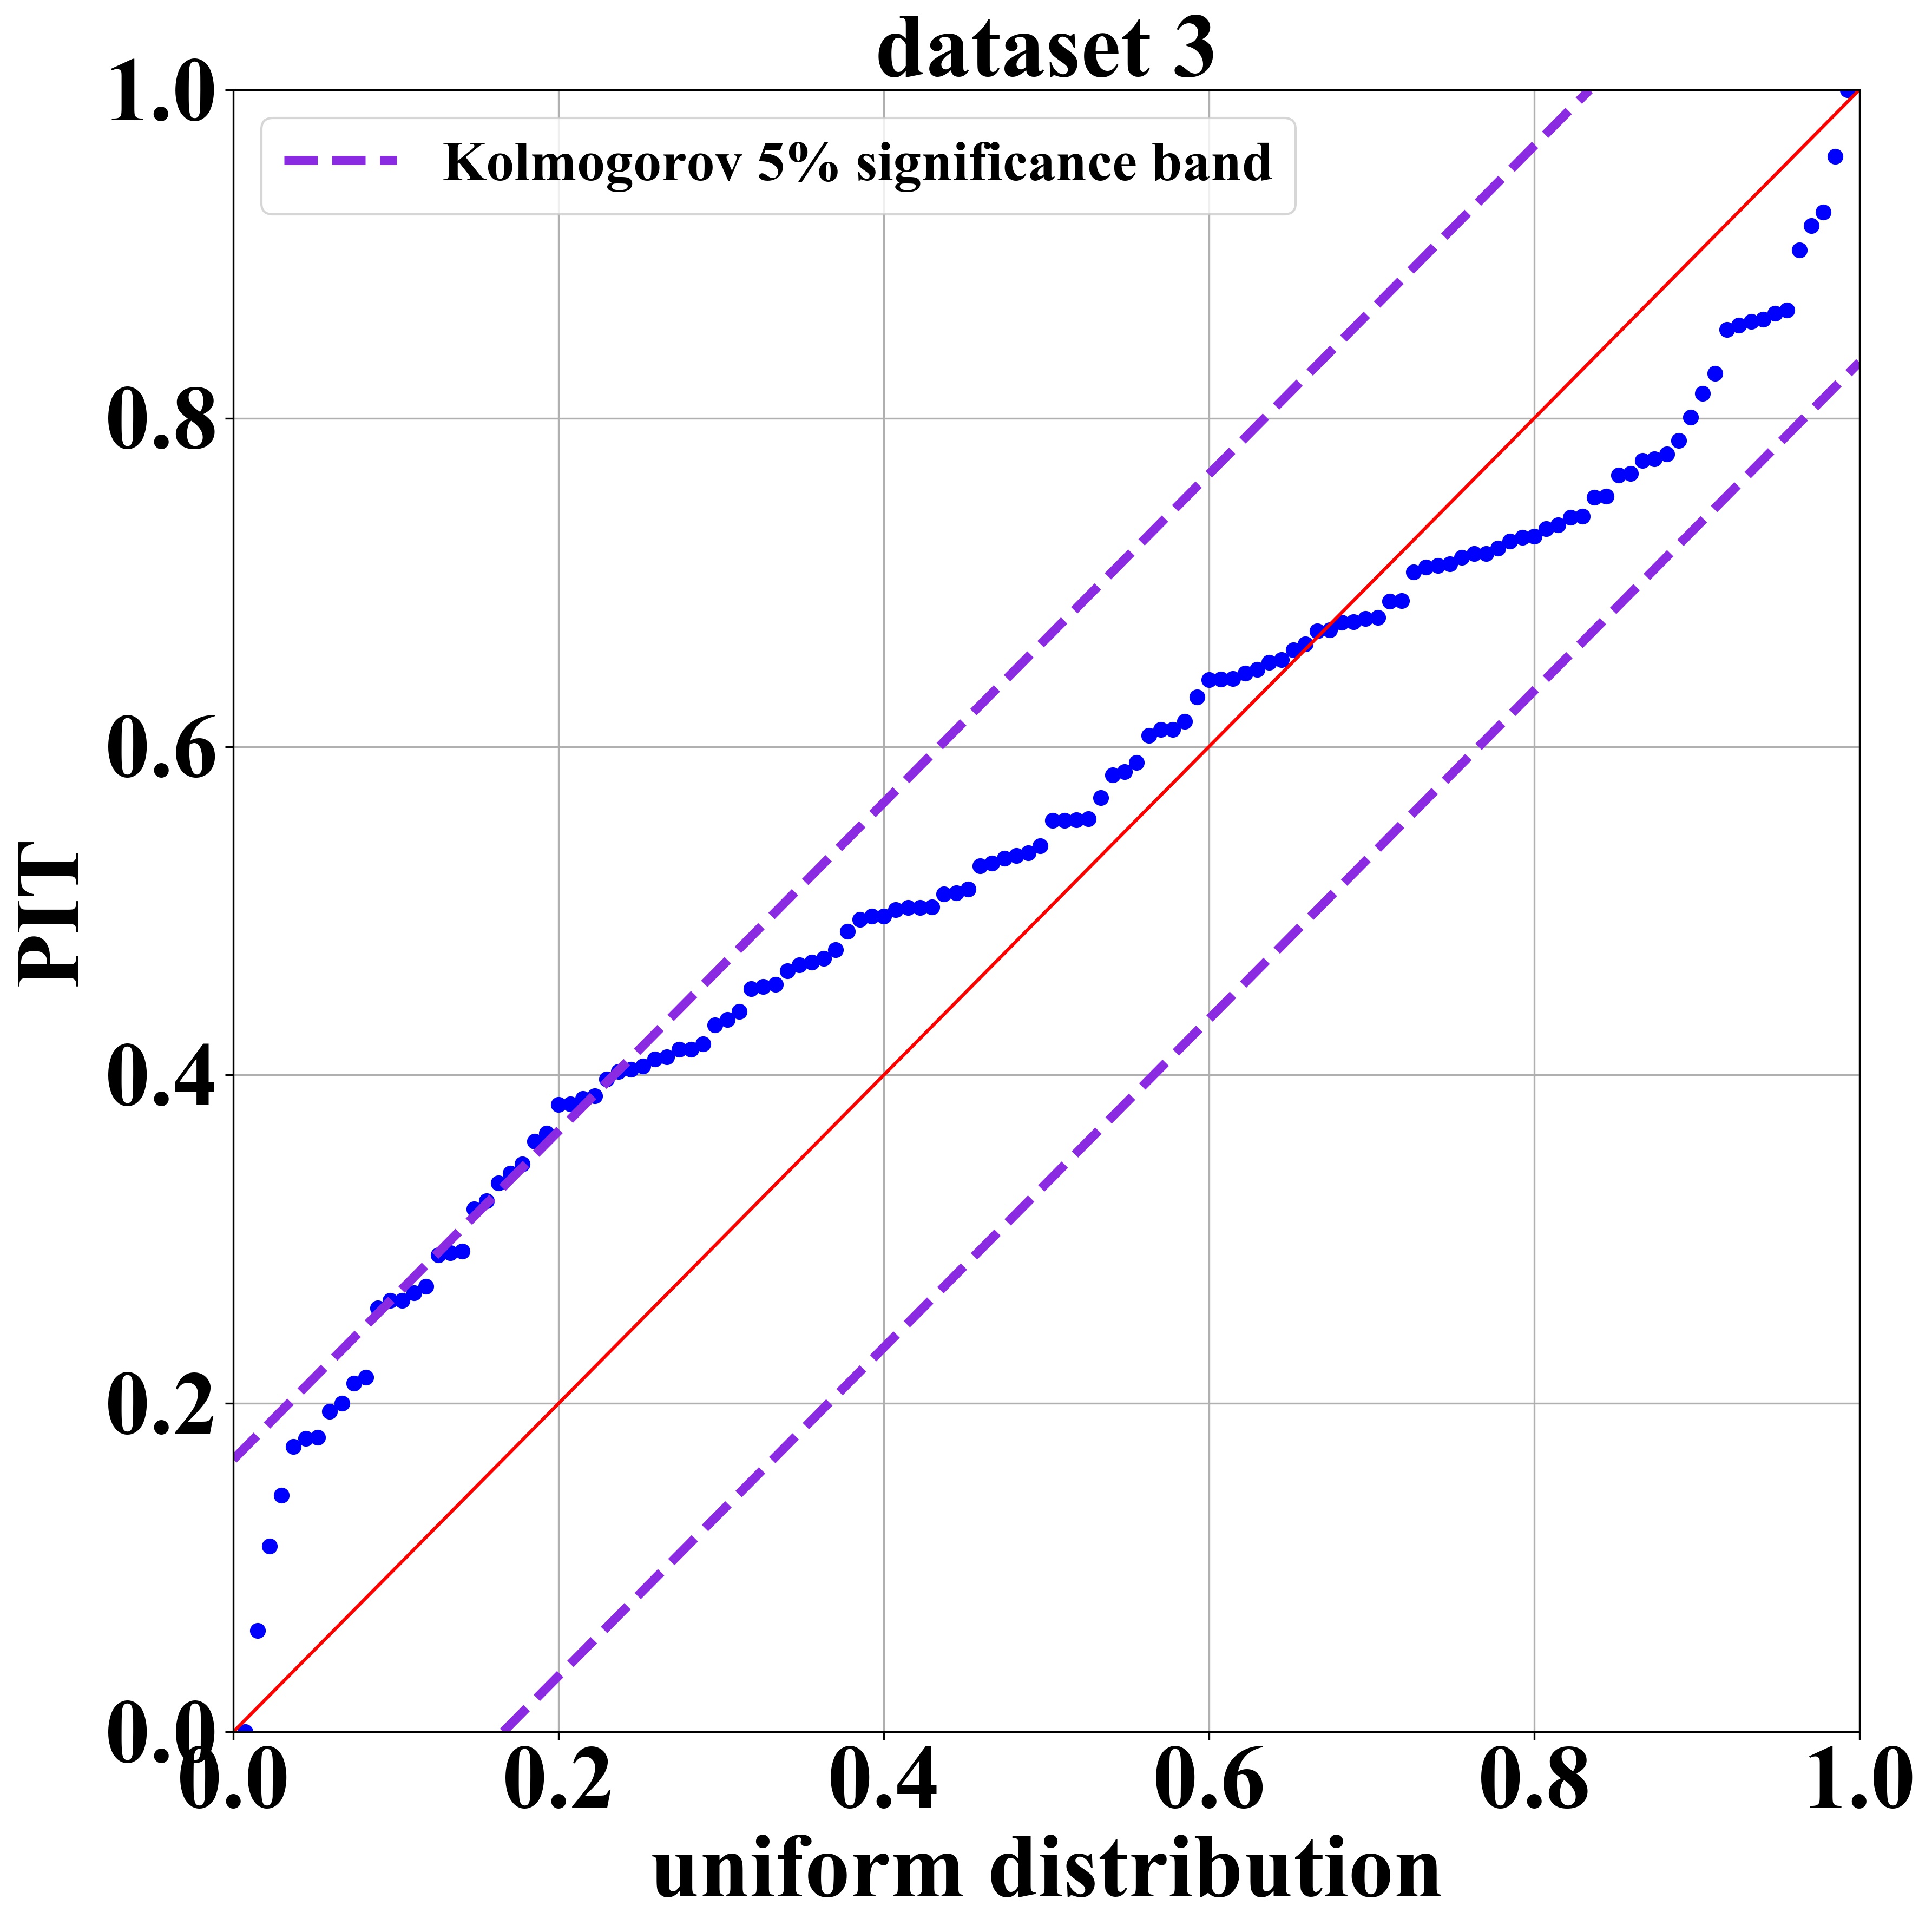 dataset 3
Kolmogorov 5% significance band
1.0
0.8
0.6
0.4
0.2
0.0
PIT
0.0 0.2 0.4 0.6 0.8 1.0
uniform distribution